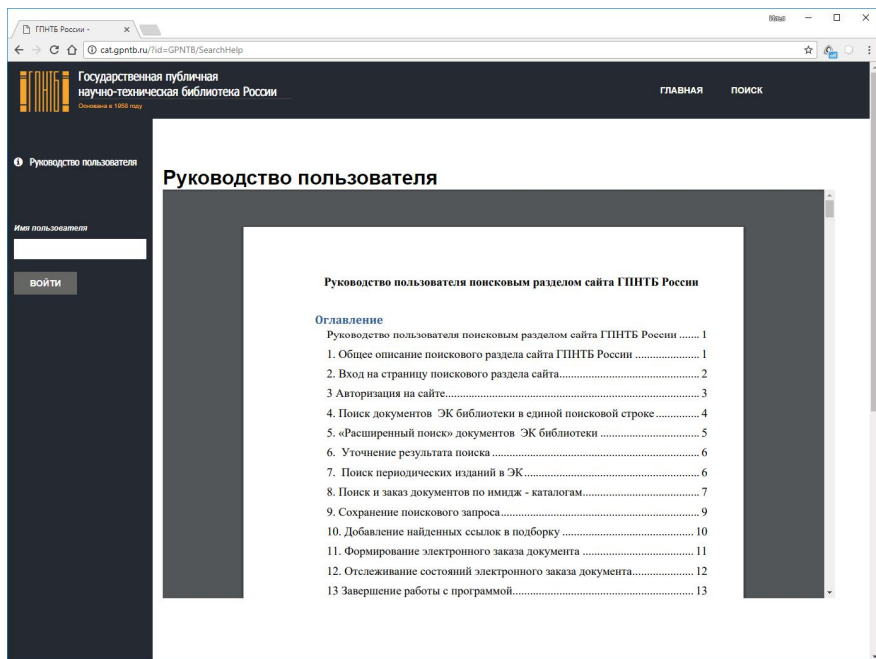 ГПНТБ России -
Илья
cat.gpntb.ru/?id=GPNTB/SearchHelp
ГПНТБ
Государственная публичная
научно-техническая библиотека России
Основана в 1958 году
ГЛАВНАЯ ПОИСК
Руководство пользователя
Имя пользователя
ВОЙТИ
Руководство пользователя
Руководство пользователя поисковым разделом сайта ГПНТБ России
Оглавление
Руководство пользователя поисковым разделом сайта ГПНТБ России ....... 1
1. Общее описание поискового раздела сайта ГПНТБ России ................... 1
2. Вход на страницу поискового раздела сайта.......................................... 2
3 Авторизация на сайте............................................................................ 3
4. Поиск документов ЭК библиотеки в единой поисковой строке............... 4
5. «Расширенный поиск» документов ЭК библиотеки .............................. 5
6. Уточнение результата поиска ............................................................... 6
7. Поиск периодических изданий в ЭК...................................................... 6
8. Поиск и заказ документов по имидж - каталогам.................................. 7
9. Сохранение поискового запроса........................................................... 9
10. Добавление найденных ссылок в подборку ....................................... 10
11. Формирование электронного заказа документа ................................ 11
12. Отслеживание состояний электронного заказа документа.................... 12
13 Завершение работы с программой..................................................... 13